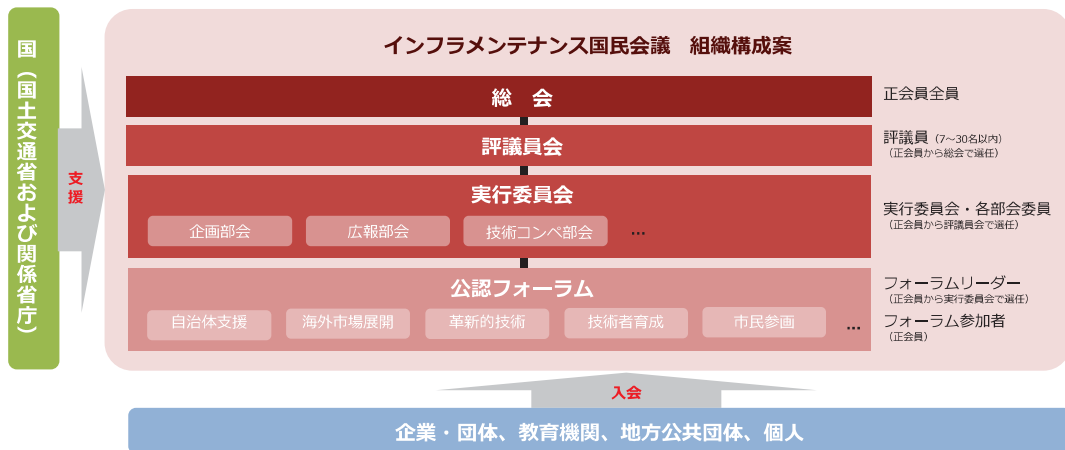 国（国土交通省および関係省庁）
支援
インフラメンテナンス国民会議　組織構成案
総　会
正会員全員
評議員会
評議員（7～30名以内）
（正会員から総会で選任）
実行委員会
企画部会
広報部会
技術コンペ部会
…
実行委員会・各部会委員
（正会員から評議員会で選任）
公認フォーラム
自治体支援
海外市場展開
革新的技術
技術者育成
市民参画
…
フォーラムリーダー
（正会員から実行委員会で選任）
フォーラム参加者
（正会員）
入会
企業・団体、教育機関、地方公共団体、個人